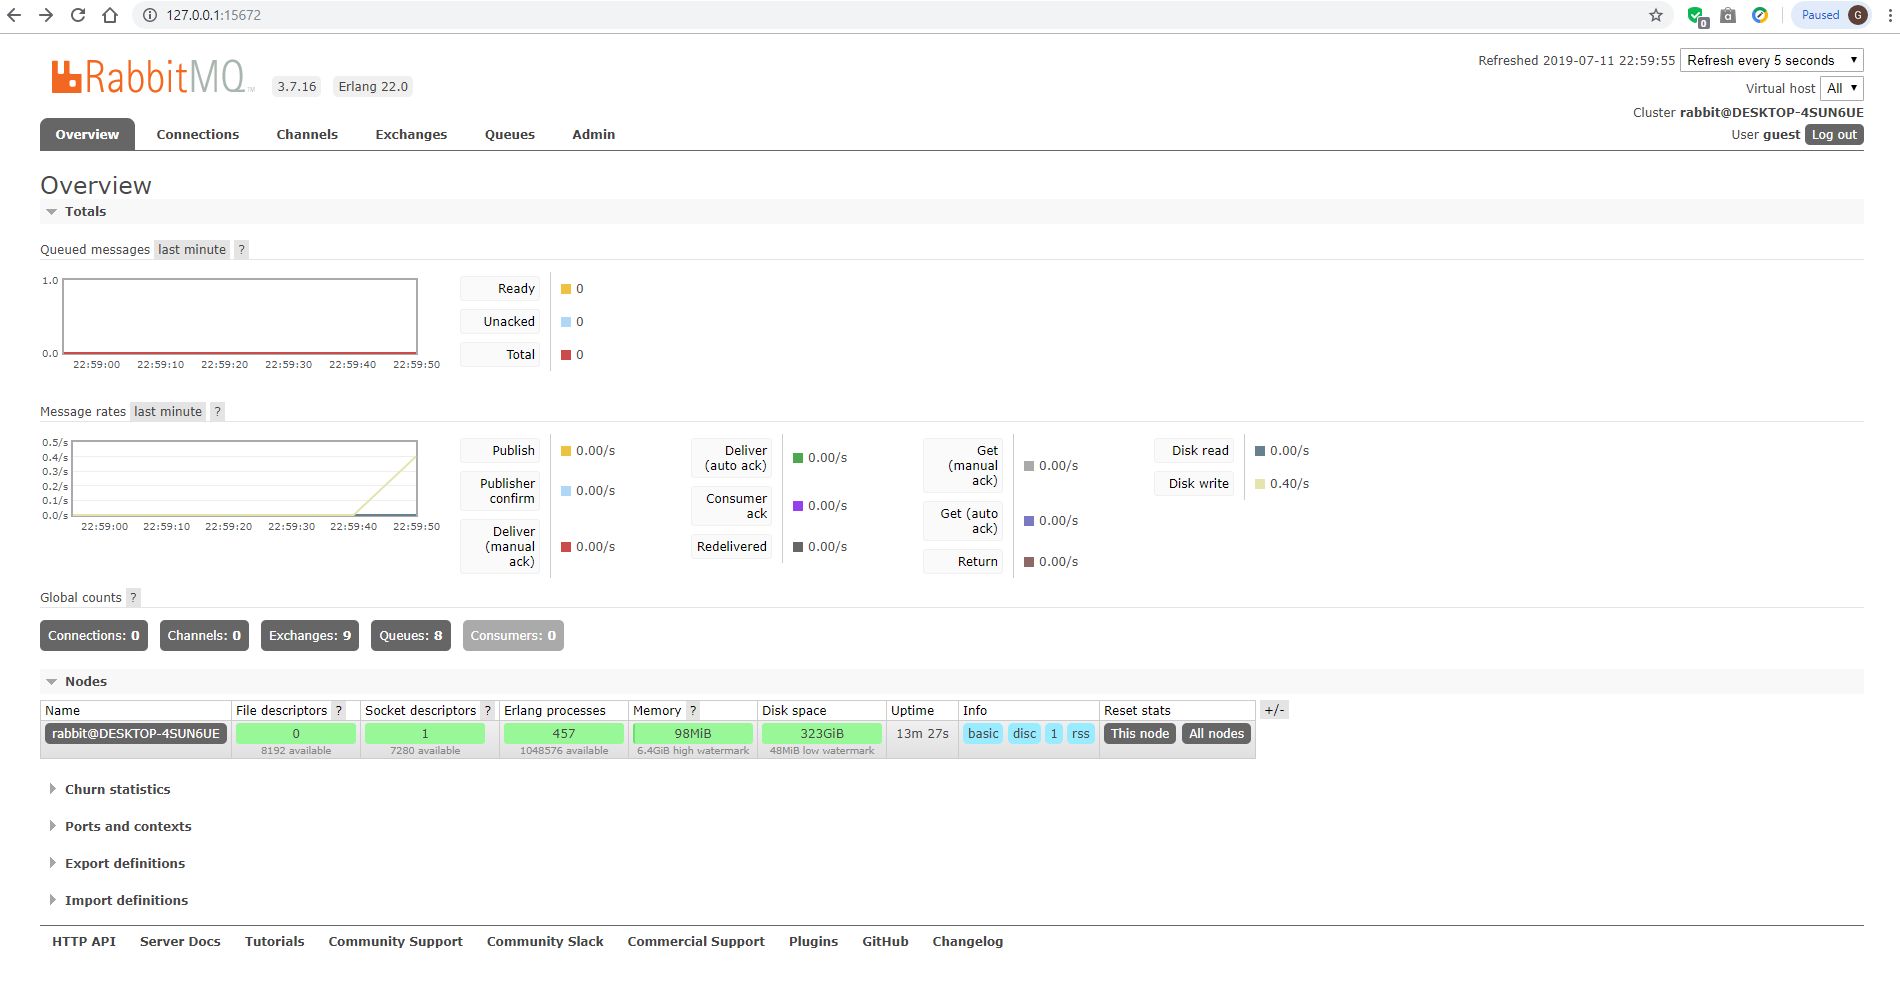 127.0.0.1:15672
0
Paused
G
RabbitMQ TM
3.7.16
Erlang 22.0
Refreshed 2019-07-11 22:59:55 Refresh every 5 seconds
Virtual host All
Cluster rabbit@DESKTOP-4SUN6UE
User guest Log out
Overview Connections Channels Exchanges Queues Admin
Overview
Totals
Queued messages last minute ?
1.0
0.0
22:59:00 22:59:10 22:59:20 22:59:30 22:59:40 22:59:50
Ready 0
Unacked 0
Total 0
Message rates last minute ?
0.5/s
0.4/s
0.3/s
0.2/s
0.1/s
0.0/s
22:59:00 22:59:10 22:59:20 22:59:30 22:59:40 22:59:50
Publish 0.00/s
Publisher
confirm 0.00/s
Deliver
(manual
ack) 0.00/s
Deliver
(auto ack) 0.00/s
Consumer
ack 0.00/s
Redelivered 0.00/s
Get
(manual
ack) 0.00/s
Get (auto
ack) 0.00/s
Return 0.00/s
Disk read 0.00/s
Disk write 0.40/s
Global counts ?
Connections: 0 Channels: 0 Exchanges: 9 Queues: 8 Consumers: 0
Nodes
Name File descriptors ? Socket descriptors ? Erlang processes Memory ? Disk space Uptime Info Reset stats +/-
rabbit@DESKTOP-4SUN6UE 0 1 457 98MiB 323GiB 13m 27s basic disc 1 rss This node All nodes
8192 available 7280 available 1048576 available 6.4GiB high watermark 48MiB low watermark
Churn statistics
Ports and contexts
Export definitions
Import definitions
HTTP API Server Docs Tutorials Community Support Community Slack Commercial Support Plugins GitHub Changelog